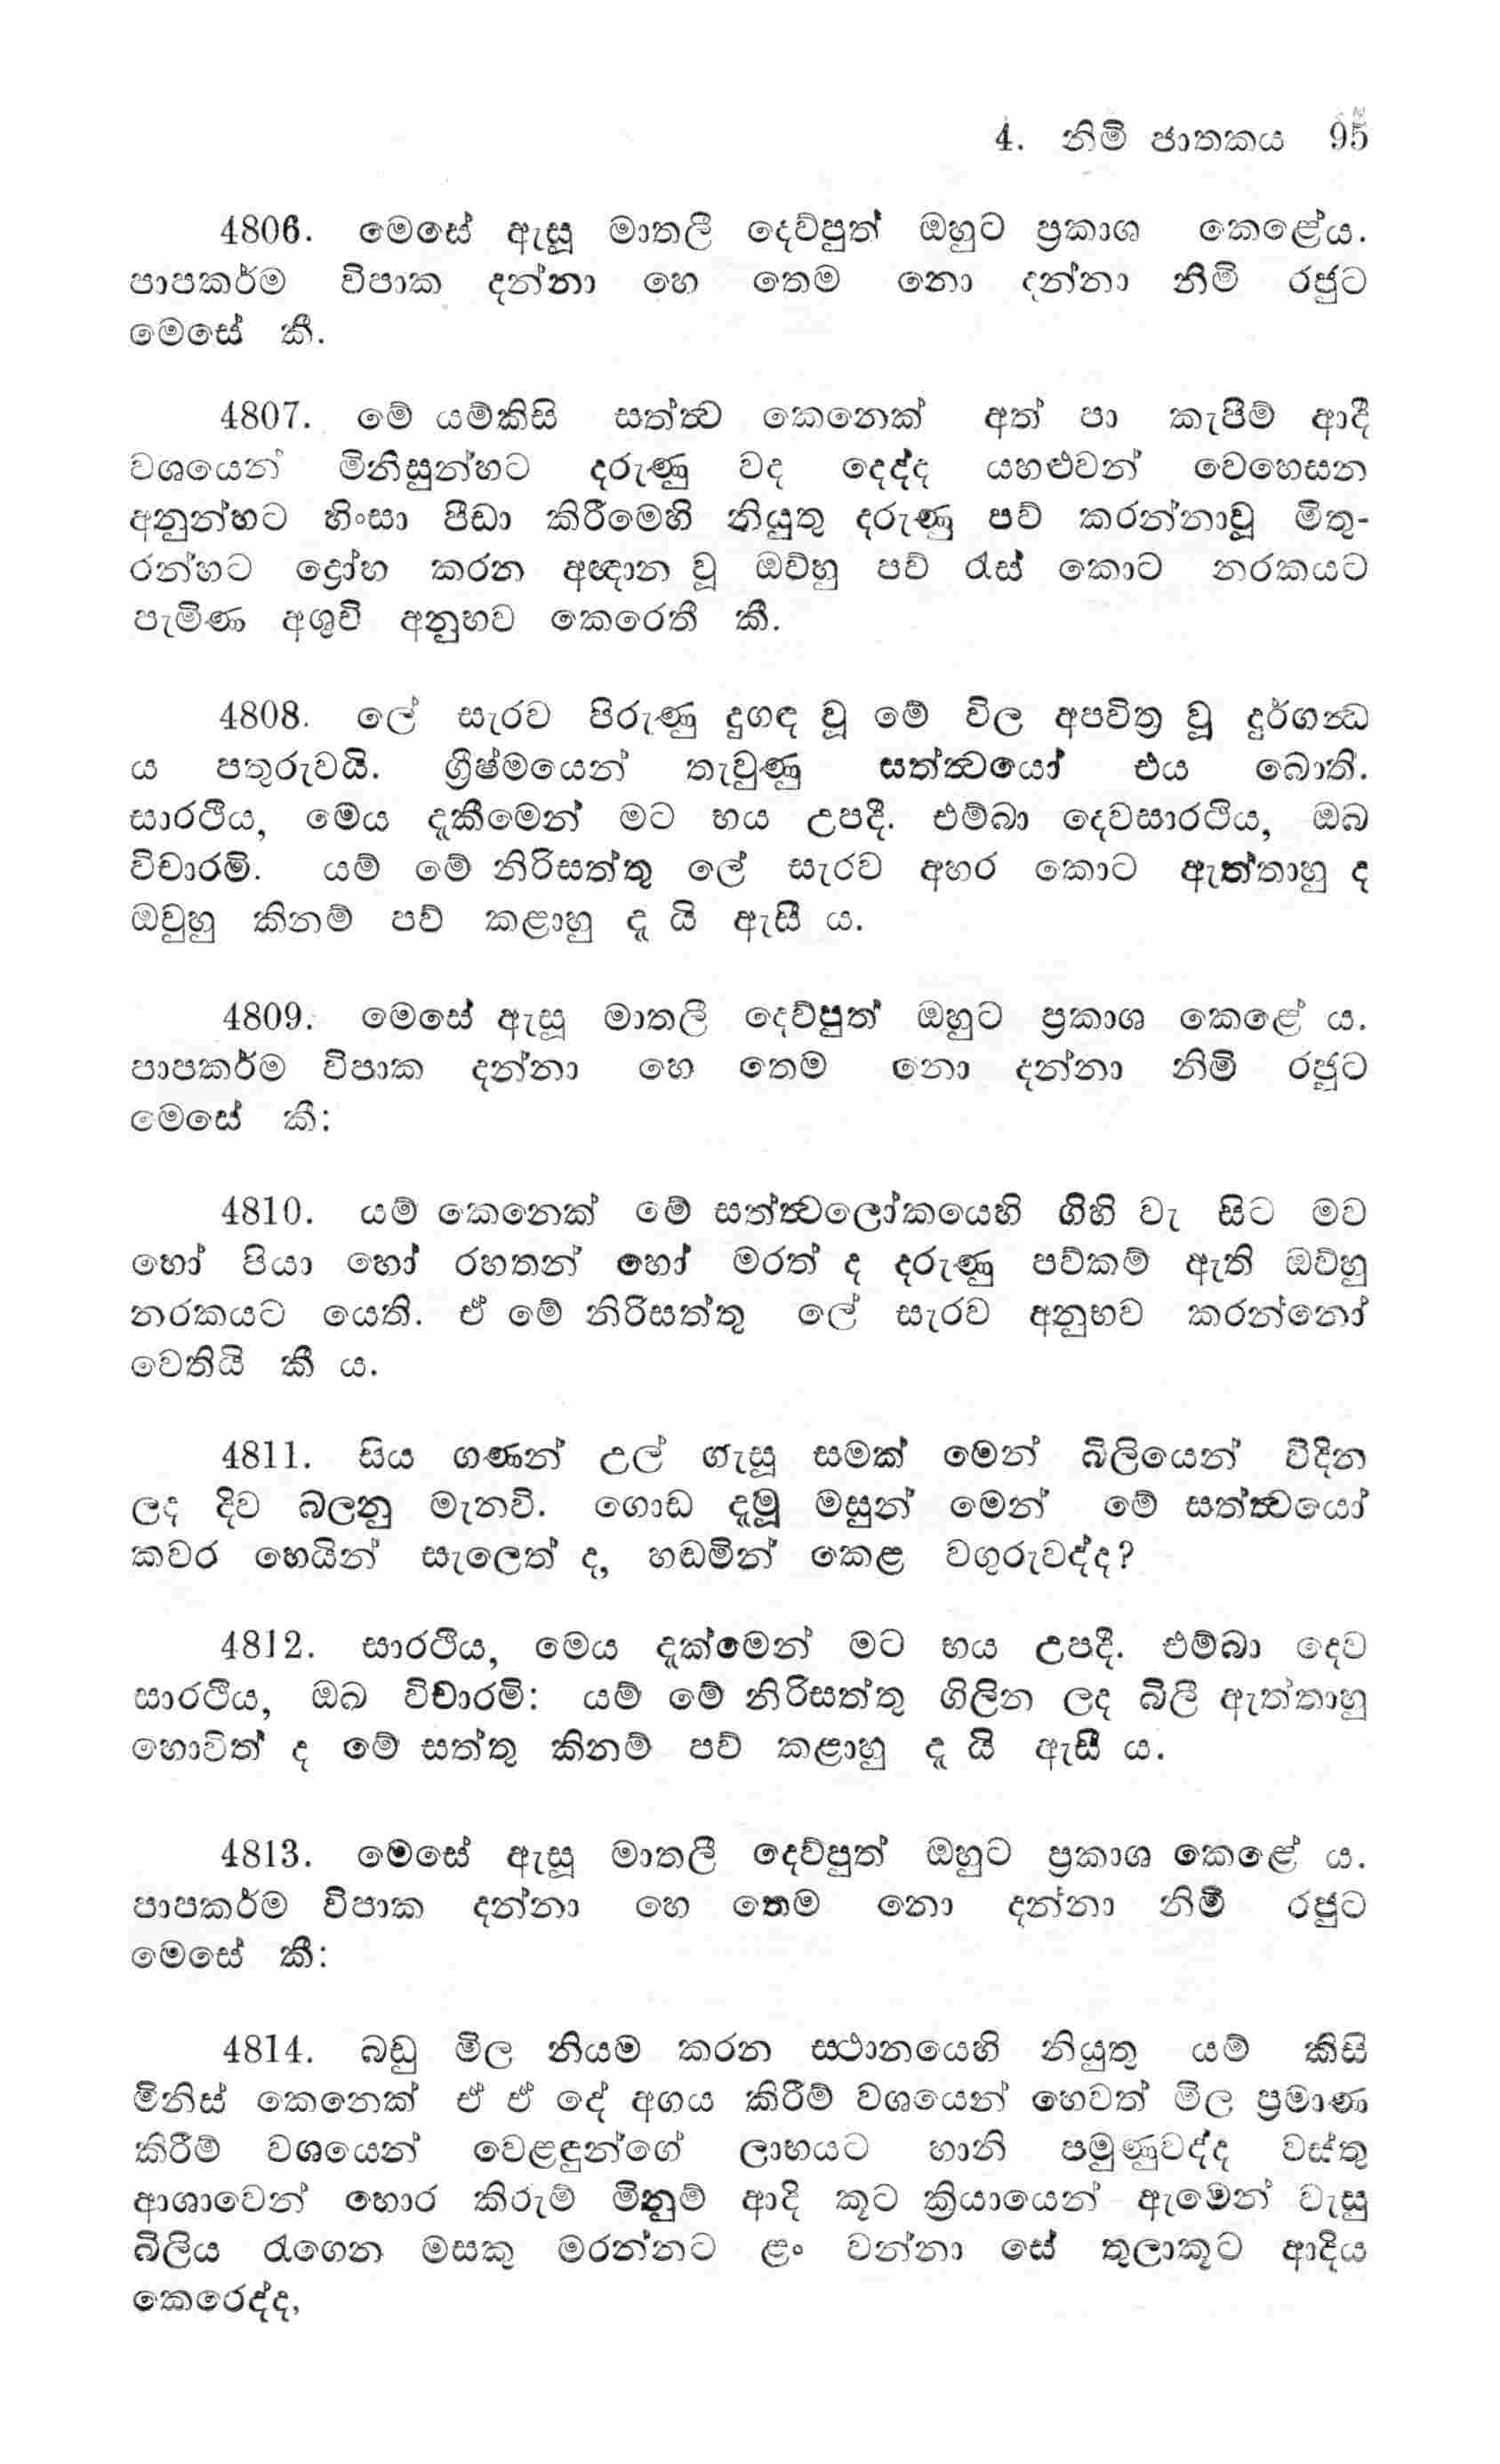 4. නිමි ජාතකය 95
4806. මෙසේ ඇසූ මාතලී දෙව්පුත් ඔහුට ප්‍රකාශ කෙළේය.
පාපකර්ම විපාක දන්නා හෙ තෙම නො දන්නා නිමි රජුට
මෙසේ කී.
4807. මේ යම්කිසි සත්ත්‍ව කෙනෙක් අත් පා කැපීම් ආදී
වශයෙන් මිනිසුන්හට දරුණු වද දෙද්ද යහළුවන් වෙහෙසන
අනුන්හට හිංසා පීඩා කිරීමෙහි නියුතු දරුණු පව් කරන්නාවූ මිතු-
රන්හට ද්‍රෝහ කරන අඥාන වූ ඔව්හු පව් රැස් කොට නරකයට
පැමිණ අශුචි අනුභව කෙරෙතී කී.
4808. ලේ සැරව පිරුණු දුගඳ වූ මේ විල අපවිත්‍ර වූ දුර්ගන්‍ධ
ය පතුරුවයි. ග්‍රීෂ්මයෙන් තැවුණු සත්ත්‍වයෝ එය බොති.
සාරථිය, මෙය දැකීමෙන් මට භය උපදී. එම්බා දෙවසාරථිය, ඔබ
විචාරමි. යම් මේ නිරිසත්තු ලේ සැරව අහර කොට ඇත්තාහු ද
ඔවුහු කිනම් පව් කළාහු දැ යි ඇසී ය.
4809. මෙසේ ඇසූ මාතලී දෙව්පුත් ඔහුට ප්‍රකාශ කෙළේ ය.
පාපකර්ම විපාක දන්නා හෙ තෙම නො දන්නා නිමි රජුට
මෙසේ කී:
4810. යම් කෙනෙක් මේ සත්ත්‍වලෝකයෙහි ගිහි වැ සිට මව
හෝ පියා හෝ රහතන් හෝ මරත් ද දරුණු පව්කම් ඇති ඔව්හු
නරකයට යෙති. ඒ මේ නිරිසත්තු ලේ සැරව අනුභව කරන්නෝ
වෙතියි කී ය.
4811. සිය ගණන් උල් ගැසූ සමක් මෙන් බිලියෙන් විදින
ලද දිව බලනු මැනවි. ගොඩ දැමූ මසුන් මෙන් මේ සත්ත්‍වයෝ
කවර හෙයින් සැලෙත් ද, හඬමින් කෙළ වගුරුවද්ද?
4812. සාරථිය, මෙය දැක්මෙන් මට භය උපදී. එම්බා දෙව
සාරථිය, ඔබ විචාරමි: යම් මේ නිරිසත්තු ගිලින ලද බිලී ඇත්තාහු
හොවිත් ද මේ සත්තු කිනම් පව් කළාහු දැ යි ඇසී ය.
4813. මෙසේ ඇසූ මාතලී දෙව්පුත් ඔහුට ප්‍රකාශ කෙළේ ය.
පාපකර්ම විපාක දන්නා හෙ තෙම නො දන්නා නිමි රජුට
මෙසේ කී:
4814. බඩු මිල නියම කරන ස්ථානයෙහි නියුතු යම් කිසි
මිනිස් කෙනෙක් ඒ ඒ දේ අගය කිරීම් වශයෙන් හෙවත් මිල ප්‍රමාණ
කිරීම් වශයෙන් වෙළඳුන්ගේ ලාභයට හානි පමුණුවද්ද වස්තු
ආශාවෙන් හොර කිරුම් මිනුම් ආදි කූට ක්‍රියායෙන් ඇමෙන් වැසු
බිලිය රැගෙන මසකු මරන්නට ළං වන්නා සේ තුලාකූට ආදිය
කෙරෙද්ද,